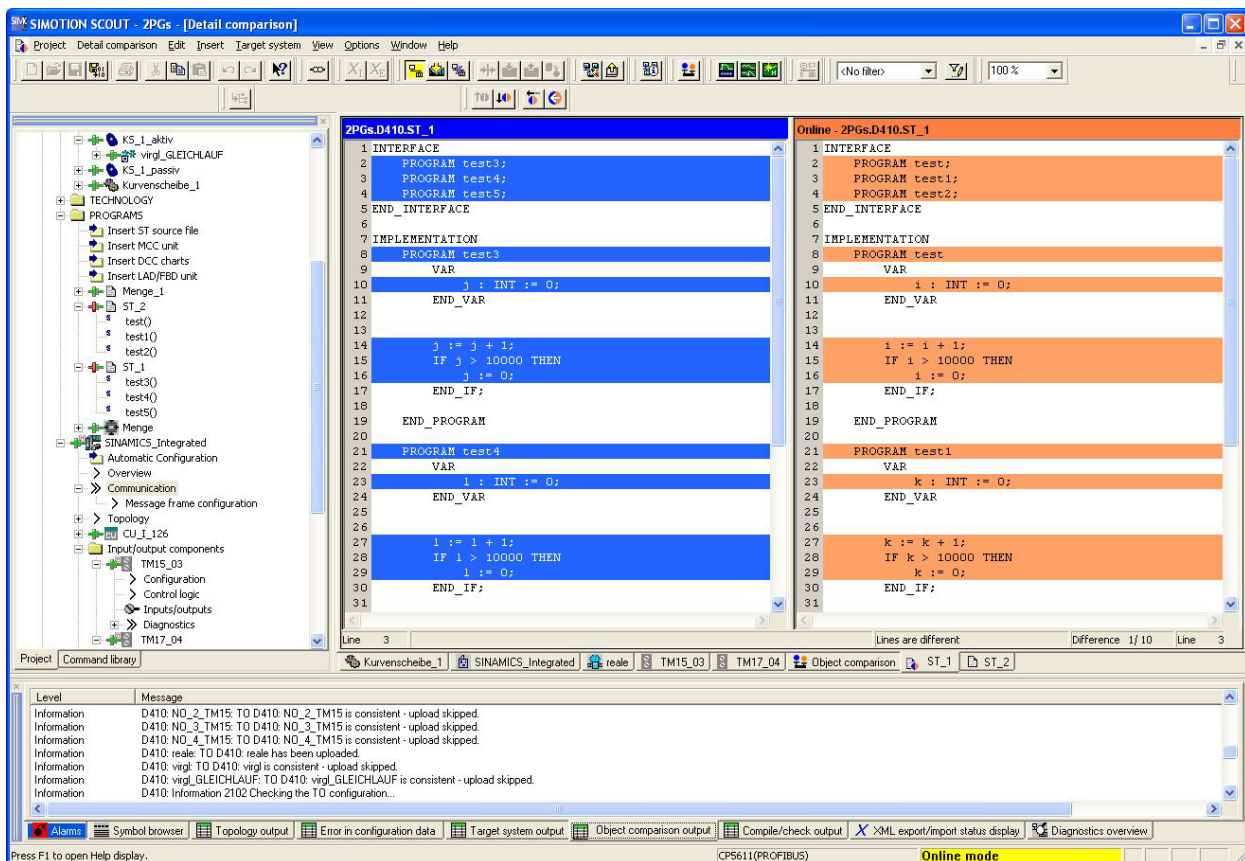 SIMOTION SCOUT - 2PGs - [Detail comparison]
Project Detail comparison Edit Insert Target system View Options Window Help
<No filter> 100 %
KS_1_aktiv
virgl_GLEICHLAUF
KS_1_passiv
Kurvenscheibe_1
TECHNOLOGY
PROGRAMS
Insert ST source file
Insert MCC unit
Insert DCC charts
Insert LAD/FBD unit
Menge_1
ST_2
test()
test1()
test2()
ST_1
test3()
test4()
test5()
Menge
SINAMICS_Integrated
Automatic Configuration
Overview
Communication
Message frame configuration
Topology
CU_I_126
Input/output components
TM15_03
Configuration
Control logic
Inputs/outputs
Diagnostics
TM17_04
Project Command library
2PGs.D410.ST_1
1 INTERFACE
2 PROGRAM test3;
3 PROGRAM test4;
4 PROGRAM test5;
5 END_INTERFACE
6
7 IMPLEMENTATION
8 PROGRAM test3
9 VAR
10 j : INT := 0;
11 END_VAR
12
13
14 j := j + 1;
15 IF j > 10000 THEN
16 j := 0;
17 END_IF;
18
19 END_PROGRAM
20
21 PROGRAM test4
22 VAR
23 l : INT := 0;
24 END_VAR
25
26
27 l := l + 1;
28 IF l > 10000 THEN
29 l := 0;
30 END_IF;
31
Online - 2PGs.D410.ST_1
1 INTERFACE
2 PROGRAM test;
3 PROGRAM test1;
4 PROGRAM test2;
5 END_INTERFACE
6
7 IMPLEMENTATION
8 PROGRAM test
9 VAR
10 i : INT := 0;
11 END_VAR
12
13
14 i := i + 1;
15 IF i > 10000 THEN
16 i := 0;
17 END_IF;
18
19 END_PROGRAM
20
21 PROGRAM test1
22 VAR
23 k : INT := 0;
24 END_VAR
25
26
27 k := k + 1;
28 IF k > 10000 THEN
29 k := 0;
30 END_IF;
31
Line 3 Lines are different Difference 1/ 10 Line 3
Kurvenscheibe_1 SINAMICS_Integrated reale TM15_03 TM17_04 Object comparison ST_1 ST_2
Level Message
Information D410: NO_2_TM15: TO D410: NO_2_TM15 is consistent - upload skipped.
Information D410: NO_3_TM15: TO D410: NO_3_TM15 is consistent - upload skipped.
Information D410: NO_4_TM15: TO D410: NO_4_TM15 is consistent - upload skipped.
Information D410: reale: TO D410: reale has been uploaded.
Information D410: virgl: TO D410: virgl is consistent - upload skipped.
Information D410: virgl_GLEICHLAUF: TO D410: virgl_GLEICHLAUF is consistent - upload skipped.
Information D410: Information 2102 Checking the TO configuration...
Alarms Symbol browser Topology output Error in configuration data Target system output Object comparison output Compile/check output XML export/import status display Diagnostics overview
Press F1 to open Help display. CP5611(PROFIBUS) Online mode